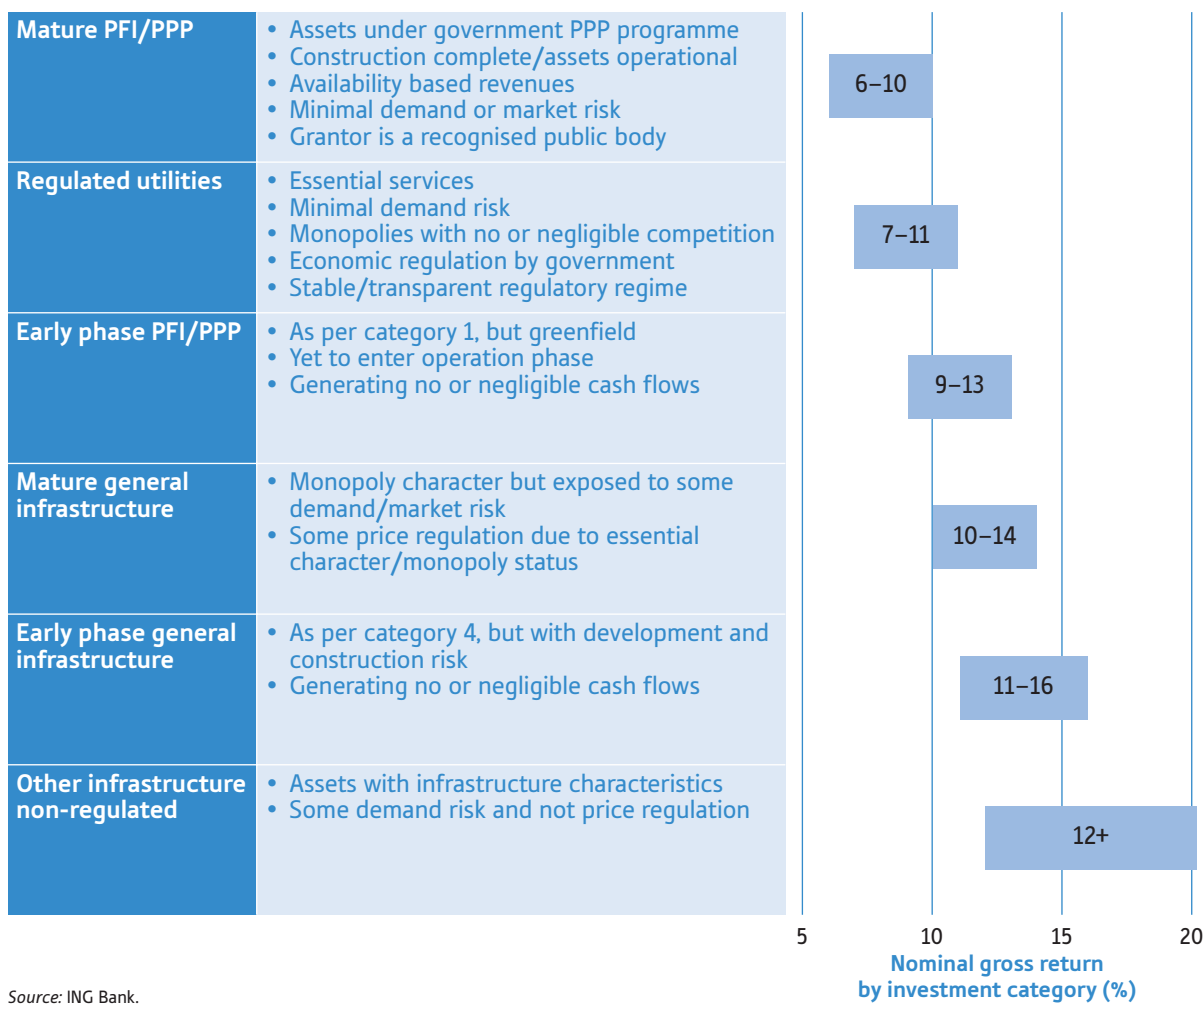 Mature PFI/PPP
• Assets under government PPP programme
• Construction complete/assets operational
• Availability based revenues
• Minimal demand or market risk
• Grantor is a recognised public body
6–10
Regulated utilities
• Essential services
• Minimal demand risk
• Monopolies with no or negligible competition
• Economic regulation by government
• Stable/transparent regulatory regime
7–11
Early phase PFI/PPP
• As per category 1, but greenfield
• Yet to enter operation phase
• Generating no or negligible cash flows
9–13
Mature general
infrastructure
• Monopoly character but exposed to some
demand/market risk
• Some price regulation due to essential
character/monopoly status
10–14
Early phase general
infrastructure
• As per category 4, but with development and
construction risk
• Generating no or negligible cash flows
11–16
Other infrastructure
non-regulated
• Assets with infrastructure characteristics
• Some demand risk and not price regulation
12+
5 10 15 20
Nominal gross return
by investment category (%)
Source: ING Bank.